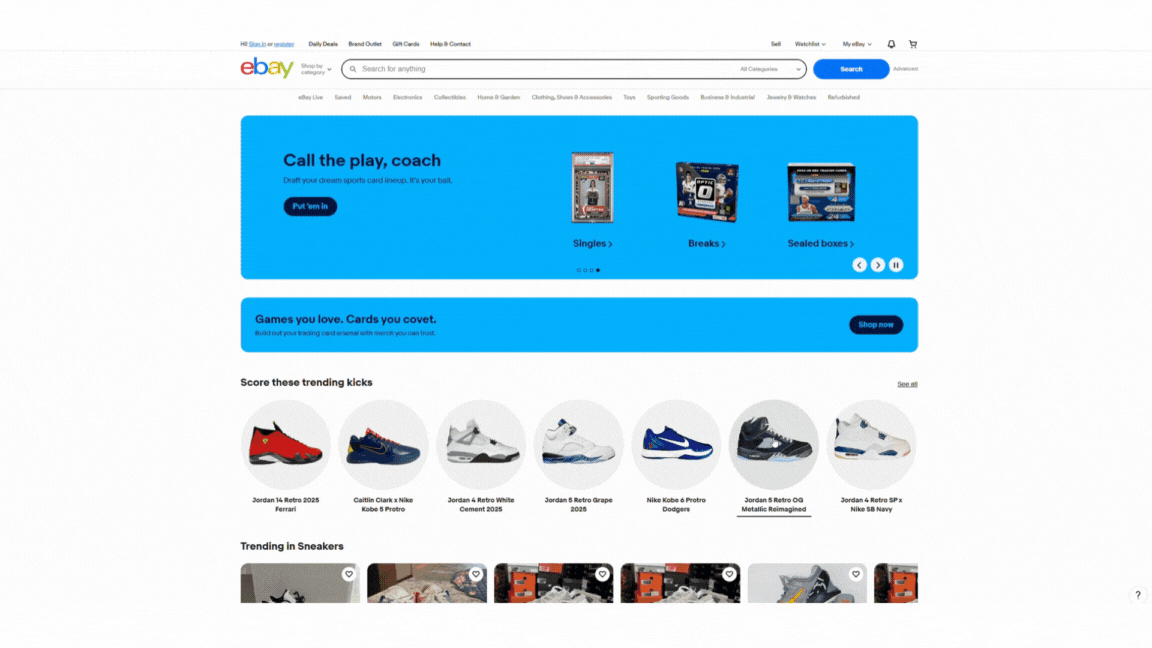 Hi! Sign in or register Daily Deals Brand Outlet Gift Cards Help & Contact Sell Watchlist My eBay
ebay
Shop by
category
Search for anything
All Categories
Search
Advanced
eBay Live Saved Motors Electronics Collectibles Home & Garden Clothing, Shoes & Accessories Toys Sporting Goods Business & Industrial Jewelry & Watches Refurbished
Call the play, coach
Draft your dream sports card lineup. It's your ball.
Put 'em in
OPTIC
Singles
Breaks
Sealed boxes
Games you love. Cards you covet.
Build out your trading card arsenal with merch you can trust.
Shop now
Score these trending kicks
See all
Jordan 14 Retro 2025
Ferrari
Caitlin Clark x Nike
Kobe 5 Protro
Jordan 4 Retro White
Cement 2025
Jordan 5 Retro Grape
2025
Nike Kobe 6 Protro
Dodgers
Jordan 5 Retro OG
Metallic Reimagined
Jordan 4 Retro SP x
Nike SB Navy
Trending in Sneakers
?